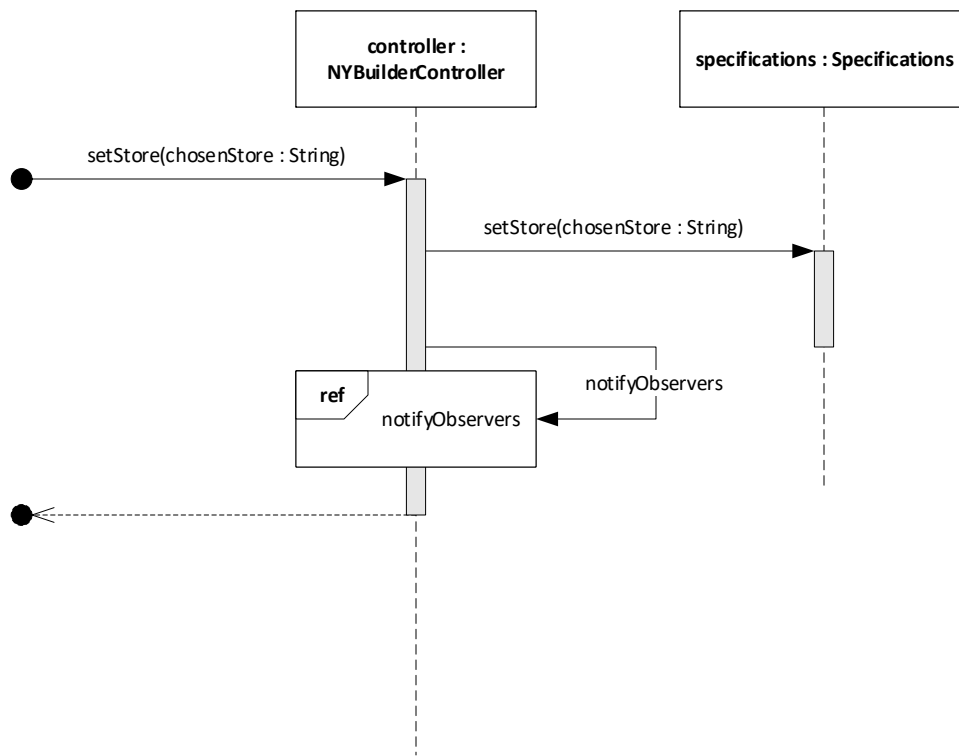 controller :
NYBuilderController
specifications : Specifications
setStore(chosenStore : String)
setStore(chosenStore : String)
notifyObservers
ref
notifyObservers